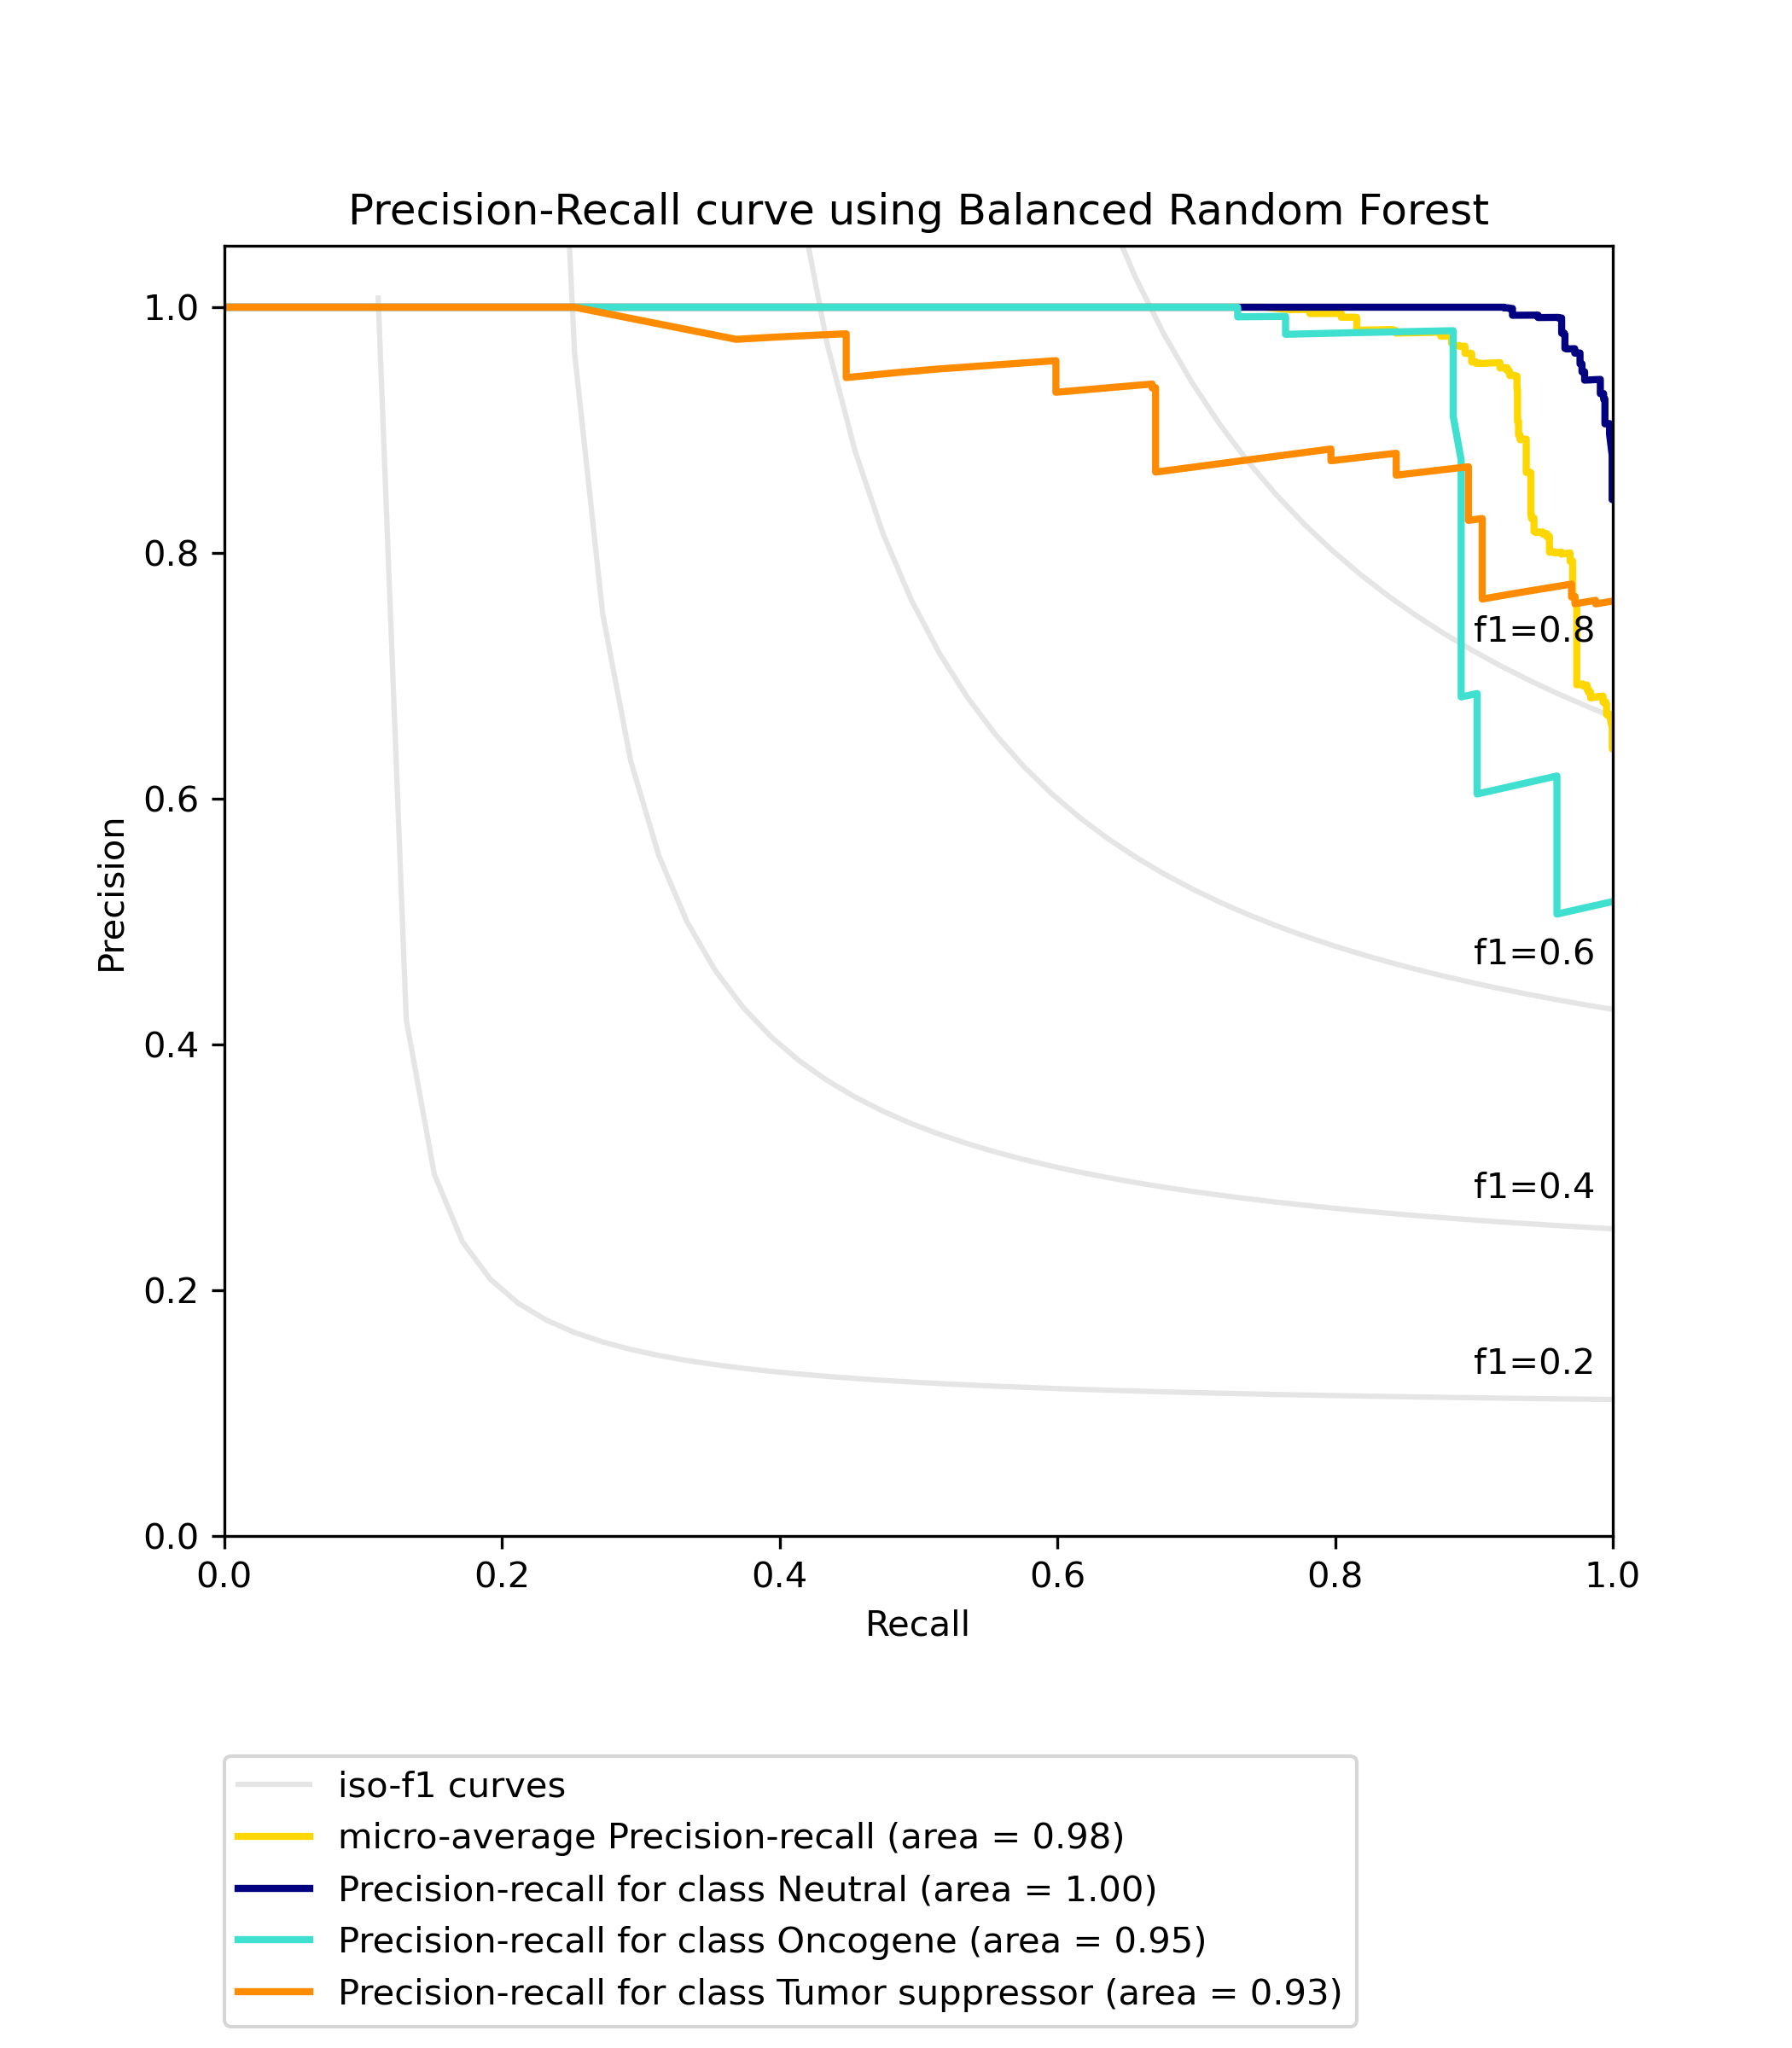 Precision-Recall curve using Balanced Random Forest
1.0
0.8
f1=0.8
0.6
Precision
f1=0.6
0.4
f1=0.4
0.2
f1=0.2
0.0
0.0 0.2 0.4 0.6 0.8 1.0
Recall
iso-f1 curves
micro-average Precision-recall (area = 0.98)
Precision-recall for class Neutral (area = 1.00)
Precision-recall for class Oncogene (area = 0.95)
Precision-recall for class Tumor suppressor (area = 0.93)